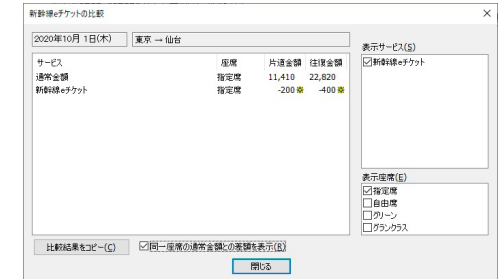 新幹線eチケットの比較
2020年10月 1日(木) 東京 → 仙台
サービス 座席 片道金額 往復金額
通常金額 指定席 11,410 22,820
新幹線eチケット 指定席 -200 -400
表示サービス(S)
新幹線eチケット
表示座席(E)
指定席
自由席
グリーン
グランクラス
比較結果をコピー(C) 同一座席の通常金額との差額を表示(R)
閉じる